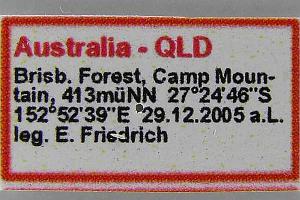 Australia - QLD
Brisb. Forest, Camp Moun-
tain, 413müNN 27°24'46"S
152°52'39"E 29.12.2005 a.L.
leg. E. Friedrich